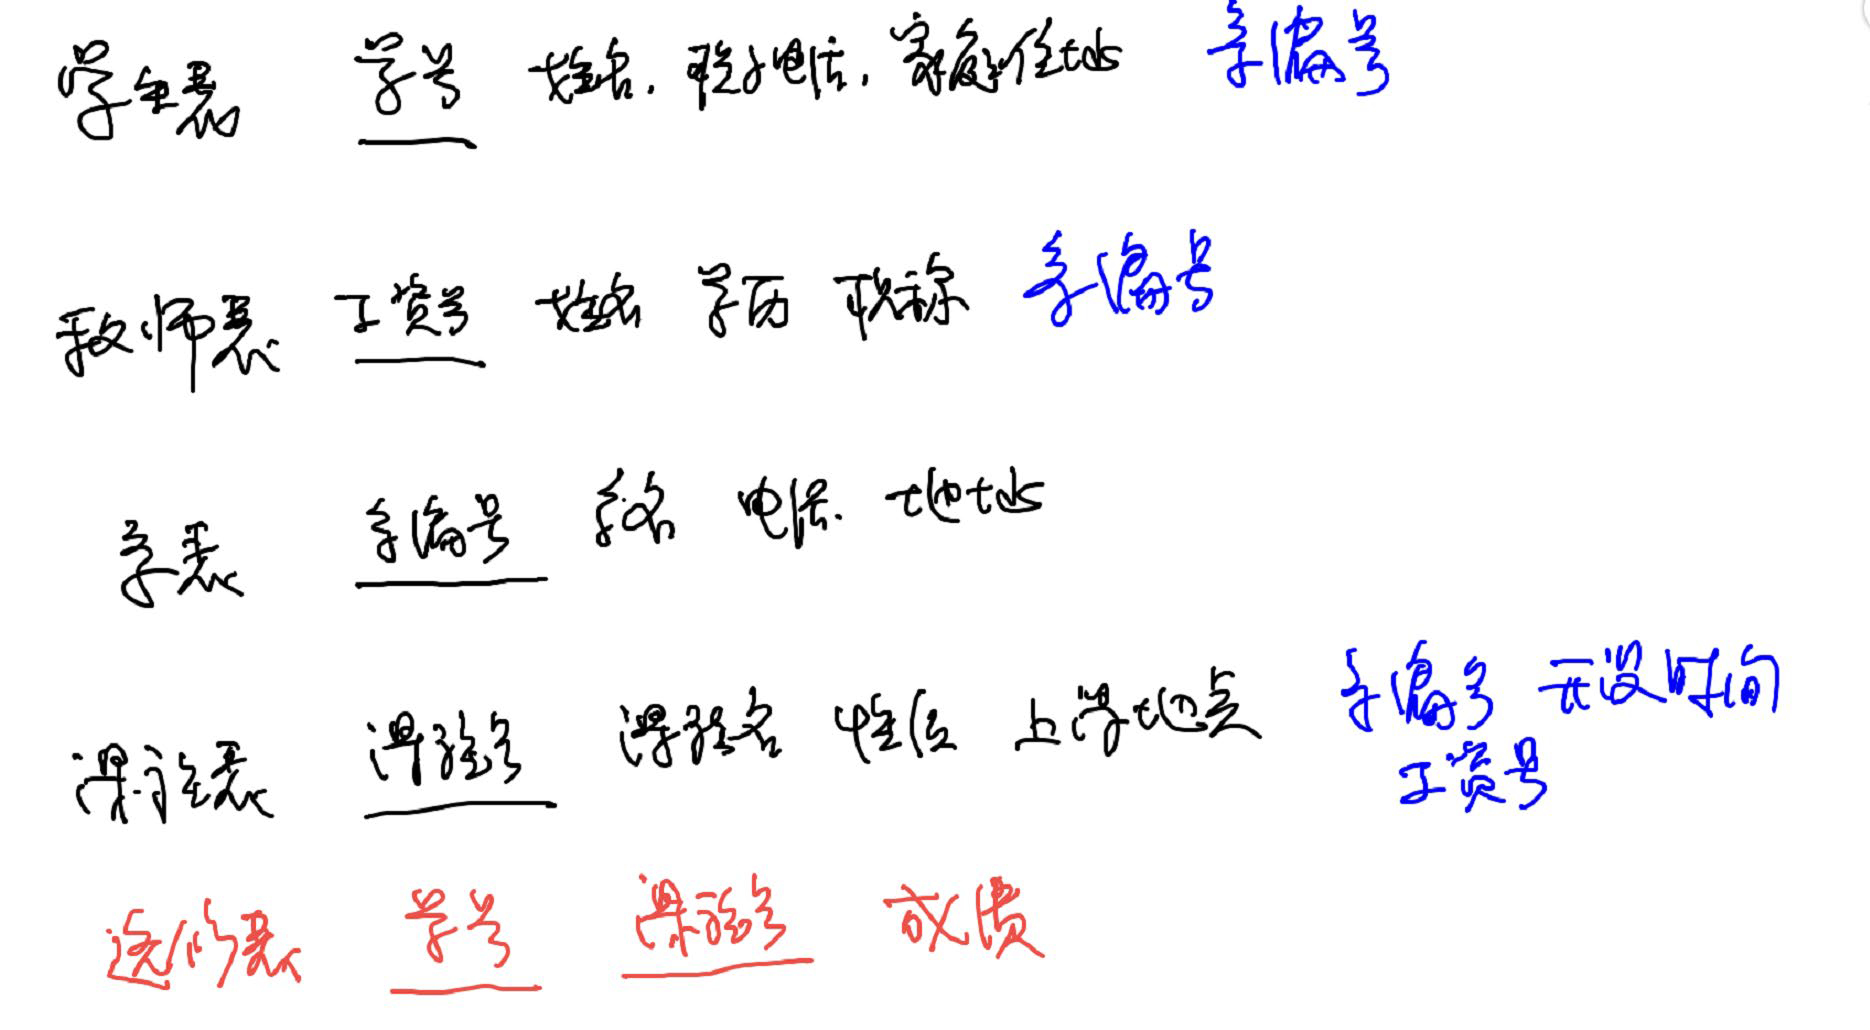 学生表 学号 姓名, 联系电话, 家庭住址 系编号
教师表 工资号 姓名 学历 职称 系编号
系表 系编号 系名 电话 地址
课程表 课程号 课程名 性质 上课地点 系编号 开设时间
工资号
选修表 学号 课程号 成绩